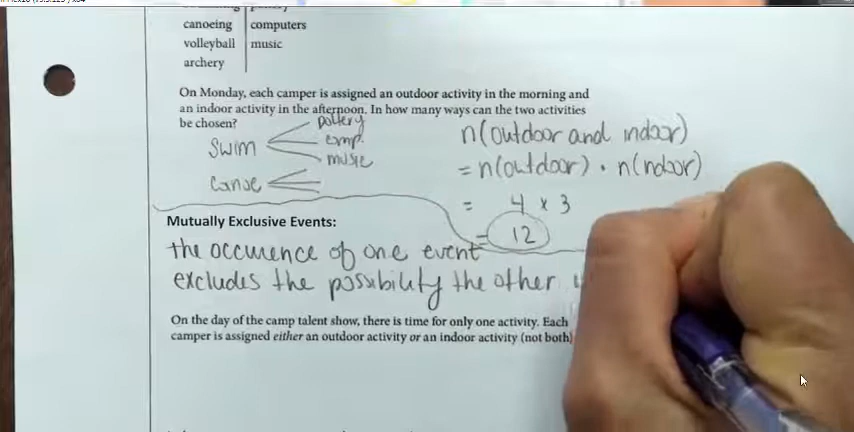 canoeing computers
volleyball music
archery
On Monday, each camper is assigned an outdoor activity in the morning and
an indoor activity in the afternoon. In how many ways can the two activities
be chosen?
pottery
swim comp.
music
canoe
n(outdoor and indoor)
= n(outdoor) · n(indoor)
= 4 x 3
= 12
Mutually Exclusive Events:
the occurence of one event
excludes the possibility the other
On the day of the camp talent show, there is time for only one activity. Each
camper is assigned either an outdoor activity or an indoor activity (not both)